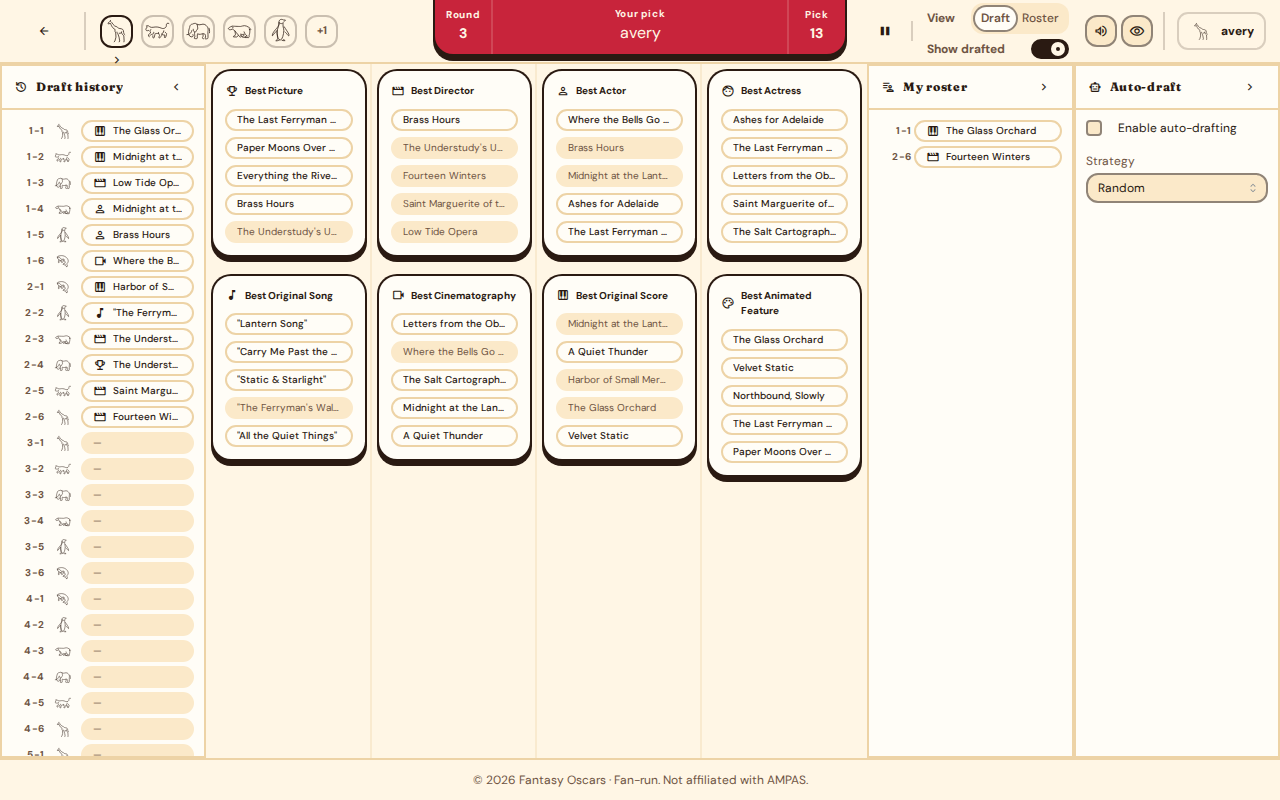 +1
Round
3
Your pick
avery
Pick
13
View
Draft
Roster
Show drafted
avery
Draft history
1-1 The Glass Or...
1-2 Midnight at t...
1-3 Low Tide Op...
1-4 Midnight at t...
1-5 Brass Hours
1-6 Where the B...
2-1 Harbor of S...
2-2 "The Ferrym...
2-3 The Underst...
2-4 The Underst...
2-5 Saint Margu...
2-6 Fourteen Wi...
3-1 —
3-2 —
3-3 —
3-4 —
3-5 —
3-6 —
4-1 —
4-2 —
4-3 —
4-4 —
4-5 —
4-6 —
5-1 —
Best Picture
The Last Ferryman ...
Paper Moons Over ...
Everything the Rive...
Brass Hours
The Understudy's U...
Best Director
Brass Hours
The Understudy's U...
Fourteen Winters
Saint Marguerite of t...
Low Tide Opera
Best Actor
Where the Bells Go ...
Brass Hours
Midnight at the Lant...
Ashes for Adelaide
The Last Ferryman ...
Best Actress
Ashes for Adelaide
The Last Ferryman ...
Letters from the Ob...
Saint Marguerite of...
The Salt Cartograph...
Best Original Song
"Lantern Song"
"Carry Me Past the ...
"Static & Starlight"
"The Ferryman's Wal...
"All the Quiet Things"
Best Cinematography
Letters from the Ob...
Where the Bells Go ...
The Salt Cartograph...
Midnight at the Lan...
A Quiet Thunder
Best Original Score
Midnight at the Lant...
A Quiet Thunder
Harbor of Small Mer...
The Glass Orchard
Velvet Static
Best Animated
Feature
The Glass Orchard
Velvet Static
Northbound, Slowly
The Last Ferryman ...
Paper Moons Over ...
My roster
1-1 The Glass Orchard
2-6 Fourteen Winters
Auto-draft
Enable auto-drafting
Strategy
Random
© 2026 Fantasy Oscars · Fan-run. Not affiliated with AMPAS.